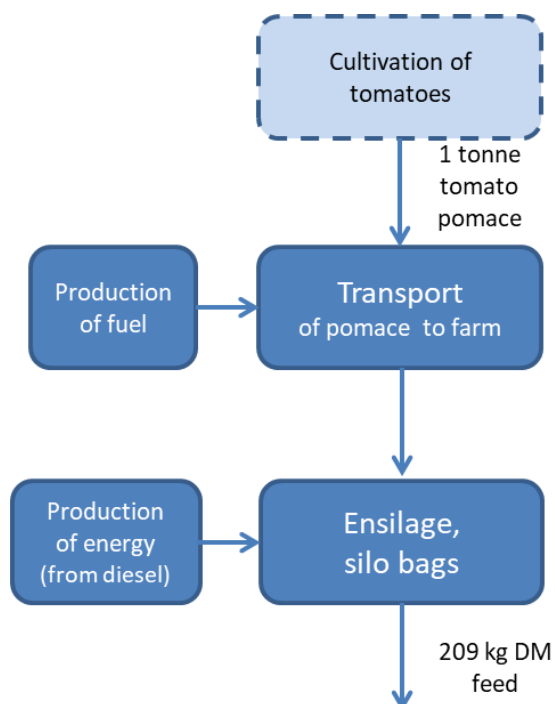 Cultivation of
tomatoes
1 tonne
tomato
pomace
Production
of fuel
Transport
of pomace to farm
Production
of energy
(from diesel)
Ensilage,
silo bags
209 kg DM
feed